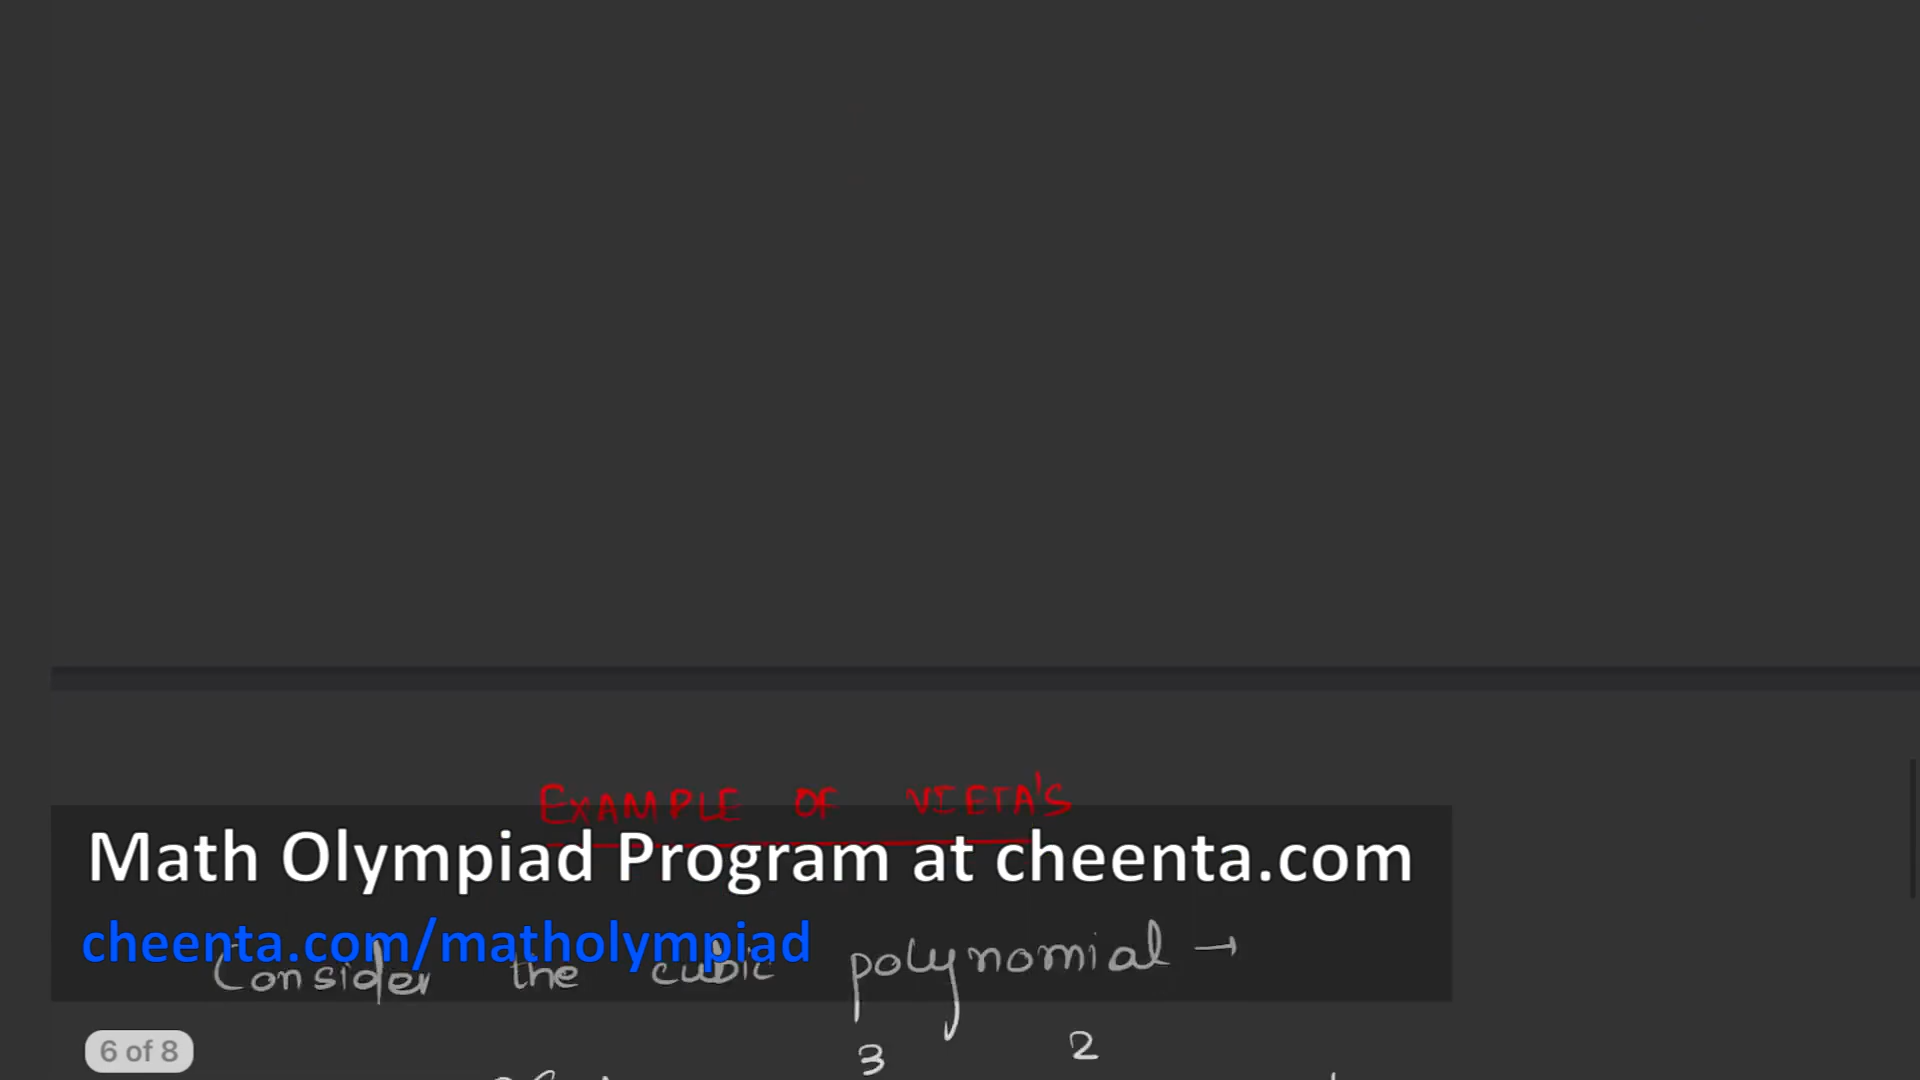 EXAMPLE OF VIETA'S
Math Olympiad Program at cheenta.com
cheenta.com/matholympiad
Consider the cubic polynomial →
3 2
6 of 8